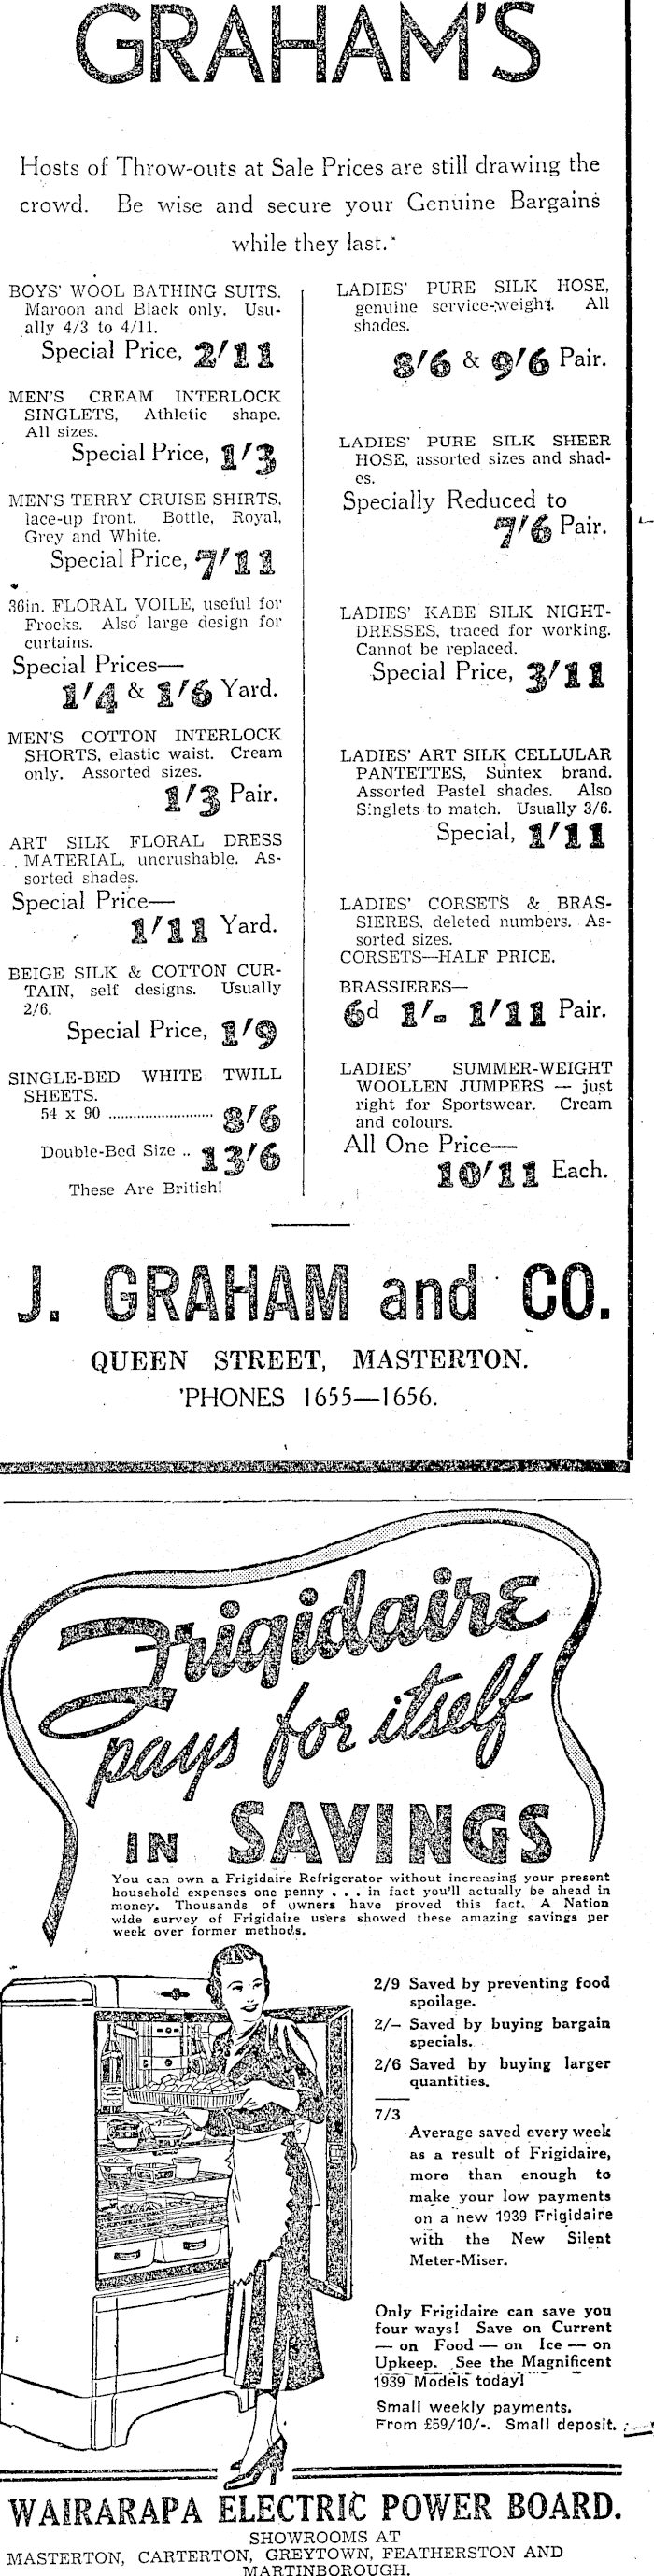 GRAHAM'S
Hosts of Throw-outs at Sale Prices are still drawing the
crowd. Be wise and secure your Genuine Bargains
while they last.
BOYS' WOOL BATHING SUITS.
Maroon and Black only. Usu-
ally 4/3 to 4/11.
Special Price, 2/11
MEN'S CREAM INTERLOCK
SINGLETS, Athletic shape.
All sizes.
Special Price, 1/3
MEN'S TERRY CRUISE SHIRTS,
lace-up front. Bottle, Royal,
Grey and White.
Special Price, 7/11
36in. FLORAL VOILE, useful for
Frocks. Also large design for
curtains.
Special Prices—
1/4 & 1/6 Yard.
MEN'S COTTON INTERLOCK
SHORTS, elastic waist. Cream
only. Assorted sizes.
1/3 Pair.
ART SILK FLORAL DRESS
MATERIAL, uncrushable. As-
sorted shades.
Special Price—
1/11 Yard.
BEIGE SILK & COTTON CUR-
TAIN, self designs. Usually
2/6.
Special Price, 1/9
SINGLE-BED WHITE TWILL
SHEETS.
54 x 90 .......................... 8/6
Double-Bed Size .. 13/6
These Are British!
LADIES' PURE SILK HOSE,
genuine service-weight. All
shades.
8/6 & 9/6 Pair.
LADIES' PURE SILK SHEER
HOSE, assorted sizes and shad-
es.
Specially Reduced to
7/6 Pair.
LADIES' KABE SILK NIGHT-
DRESSES, traced for working.
Cannot be replaced.
Special Price, 3/11
LADIES' ART SILK CELLULAR
PANTETTES, Suntex brand.
Assorted Pastel shades. Also
Singlets to match. Usually 3/6.
Special, 1/11
LADIES' CORSETS & BRAS-
SIERES, deleted numbers. As-
sorted sizes.
CORSETS—HALF PRICE.
BRASSIERES—
6d 1/- 1/11 Pair.
LADIES' SUMMER-WEIGHT
WOOLLEN JUMPERS — just
right for Sportswear. Cream
and colours.
All One Price—
10/11 Each.
J. GRAHAM and CO.
QUEEN STREET, MASTERTON.
'PHONES 1655—1656.
Frigidaire
pays for itself
IN SAVINGS
You can own a Frigidaire Refrigerator without increasing your present
household expenses one penny . . . in fact you'll actually be ahead in
money. Thousands of owners have proved this fact. A Nation
wide survey of Frigidaire users showed these amazing savings per
week over former methods.
2/9 Saved by preventing food
spoilage.
2/- Saved by buying bargain
specials.
2/6 Saved by buying larger
quantities.
7/3
Average saved every week
as a result of Frigidaire,
more than enough to
make your low payments
on a new 1939 Frigidaire
with the New Silent
Meter-Miser.
Only Frigidaire can save you
four ways! Save on Current
— on Food — on Ice — on
Upkeep. See the Magnificent
1939 Models today!
Small weekly payments.
From £59/10/-. Small deposit.
WAIRARAPA ELECTRIC POWER BOARD.
SHOWROOMS AT
MASTERTON, CARTERTON, GREYTOWN, FEATHERSTON AND
MARTINBOROUGH.